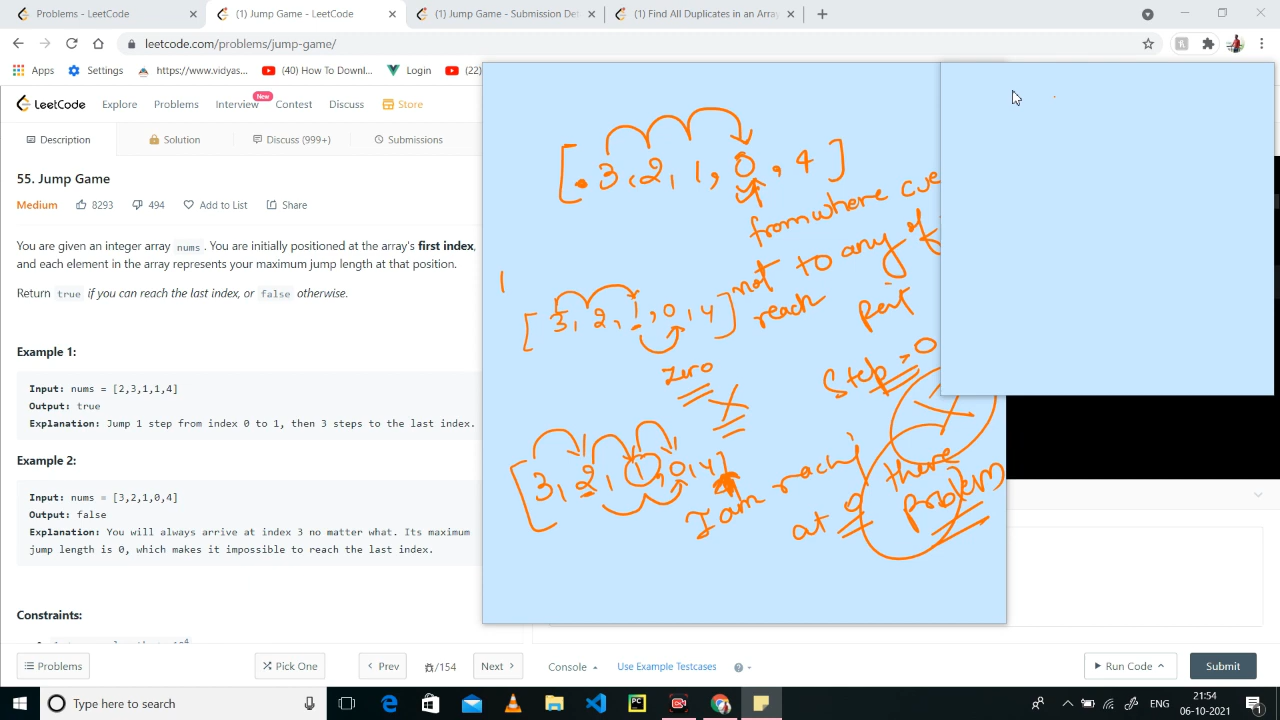 Problems - LeetCode
(1) Jump Game - LeetCode
(1) Jump Game - Submission Det
(1) Find All Duplicates in an Array
leetcode.com/problems/jump-game/
Apps
Settings
https://www.vidyas...
(40) How To Downl...
Login
(22)
LeetCode
Explore
Problems
Interview
New
Contest
Discuss
Store
Description
Solution
Discuss (999+)
Submissions
55. Jump Game
Medium
8293
494
Add to List
Share
You are given an integer array nums. You are initially positioned at the array's first index,
and each element in the array represents your maximum jump length at that position.
Return true if you can reach the last index, or false otherwise.
Example 1:
Input: nums = [2,3,1,1,4]
Output: true
Explanation: Jump 1 step from index 0 to 1, then 3 steps to the last index.
Example 2:
Input: nums = [3,2,1,0,4]
Output: false
Explanation: You will always arrive at index 3 no matter what. Its maximum
jump length is 0, which makes it impossible to reach the last index.
Constraints:
[3,2,1,0,4]
from where
not to any of
reach
[3,2,1,0,4]
zero
Step = 0
[3,2,1,0,4]
I am
at 0 there
problem
Problems
Pick One
Prev
/154
Next
Console
Use Example Testcases
Run Code
Submit
Type here to search
ENG
21:54
06-10-2021